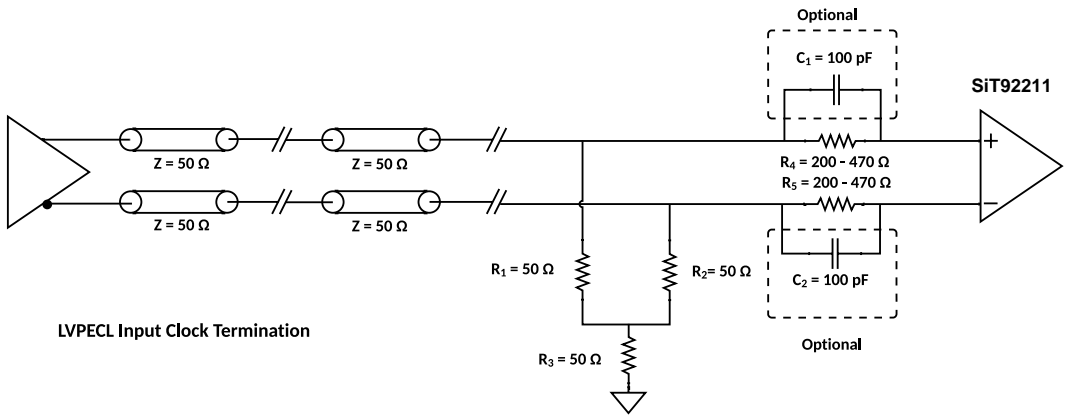 Optional
C₁ = 100 pF
SiT92211
Z = 50 Ω
Z = 50 Ω
+
R₄ = 200 - 470 Ω
R₅ = 200 - 470 Ω
Z = 50 Ω
Z = 50 Ω
−
R₁ = 50 Ω
R₂= 50 Ω
C₂ = 100 pF
LVPECL Input Clock Termination
Optional
R₃ = 50 Ω